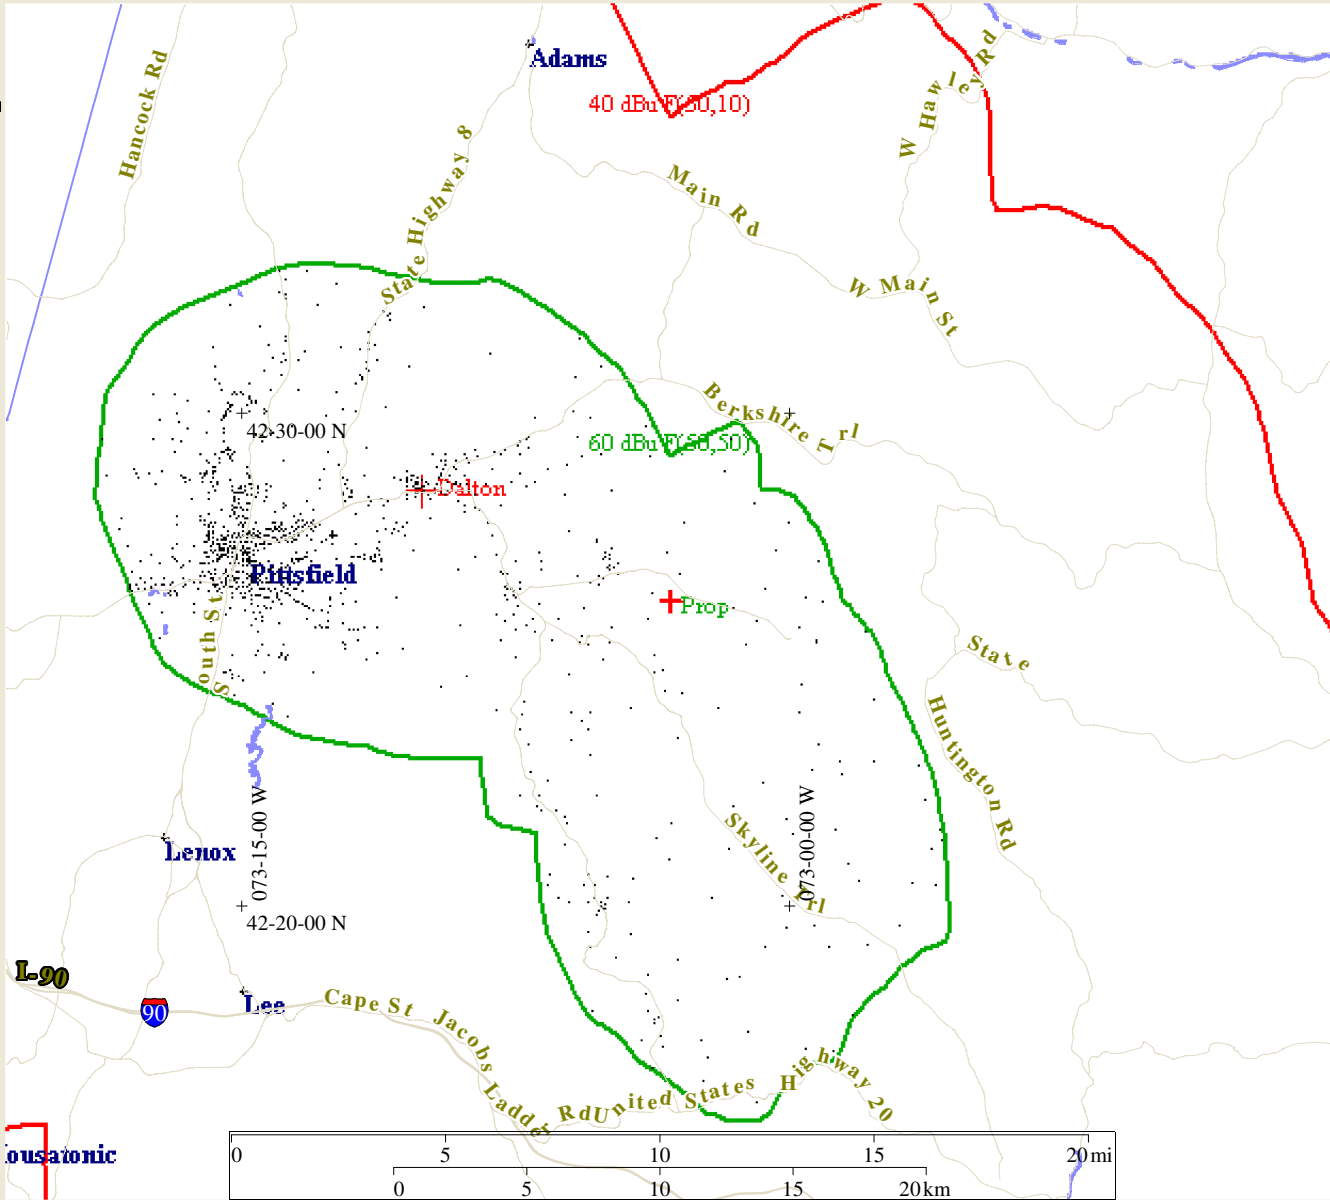 Hancock Rd
Adams
State Highway 8
40 dBu F(50,10)
W Hawley Rd
Main Rd
W Main St
Berkshire Trl
42-30-00 N
60 dBu F(50,50)
Dalton
Pittsfield
Prop
South St
Stave
Huntington Rd
Skyline Trl
073-15-00 W
073-00-00 W
Lenox
42-20-00 N
I-90
90
Lee
Cape St
Jacobs Ladder Rd
United States Highway 20
ousatonic
0 5 10 15 20 mi
0 5 10 15 20 km